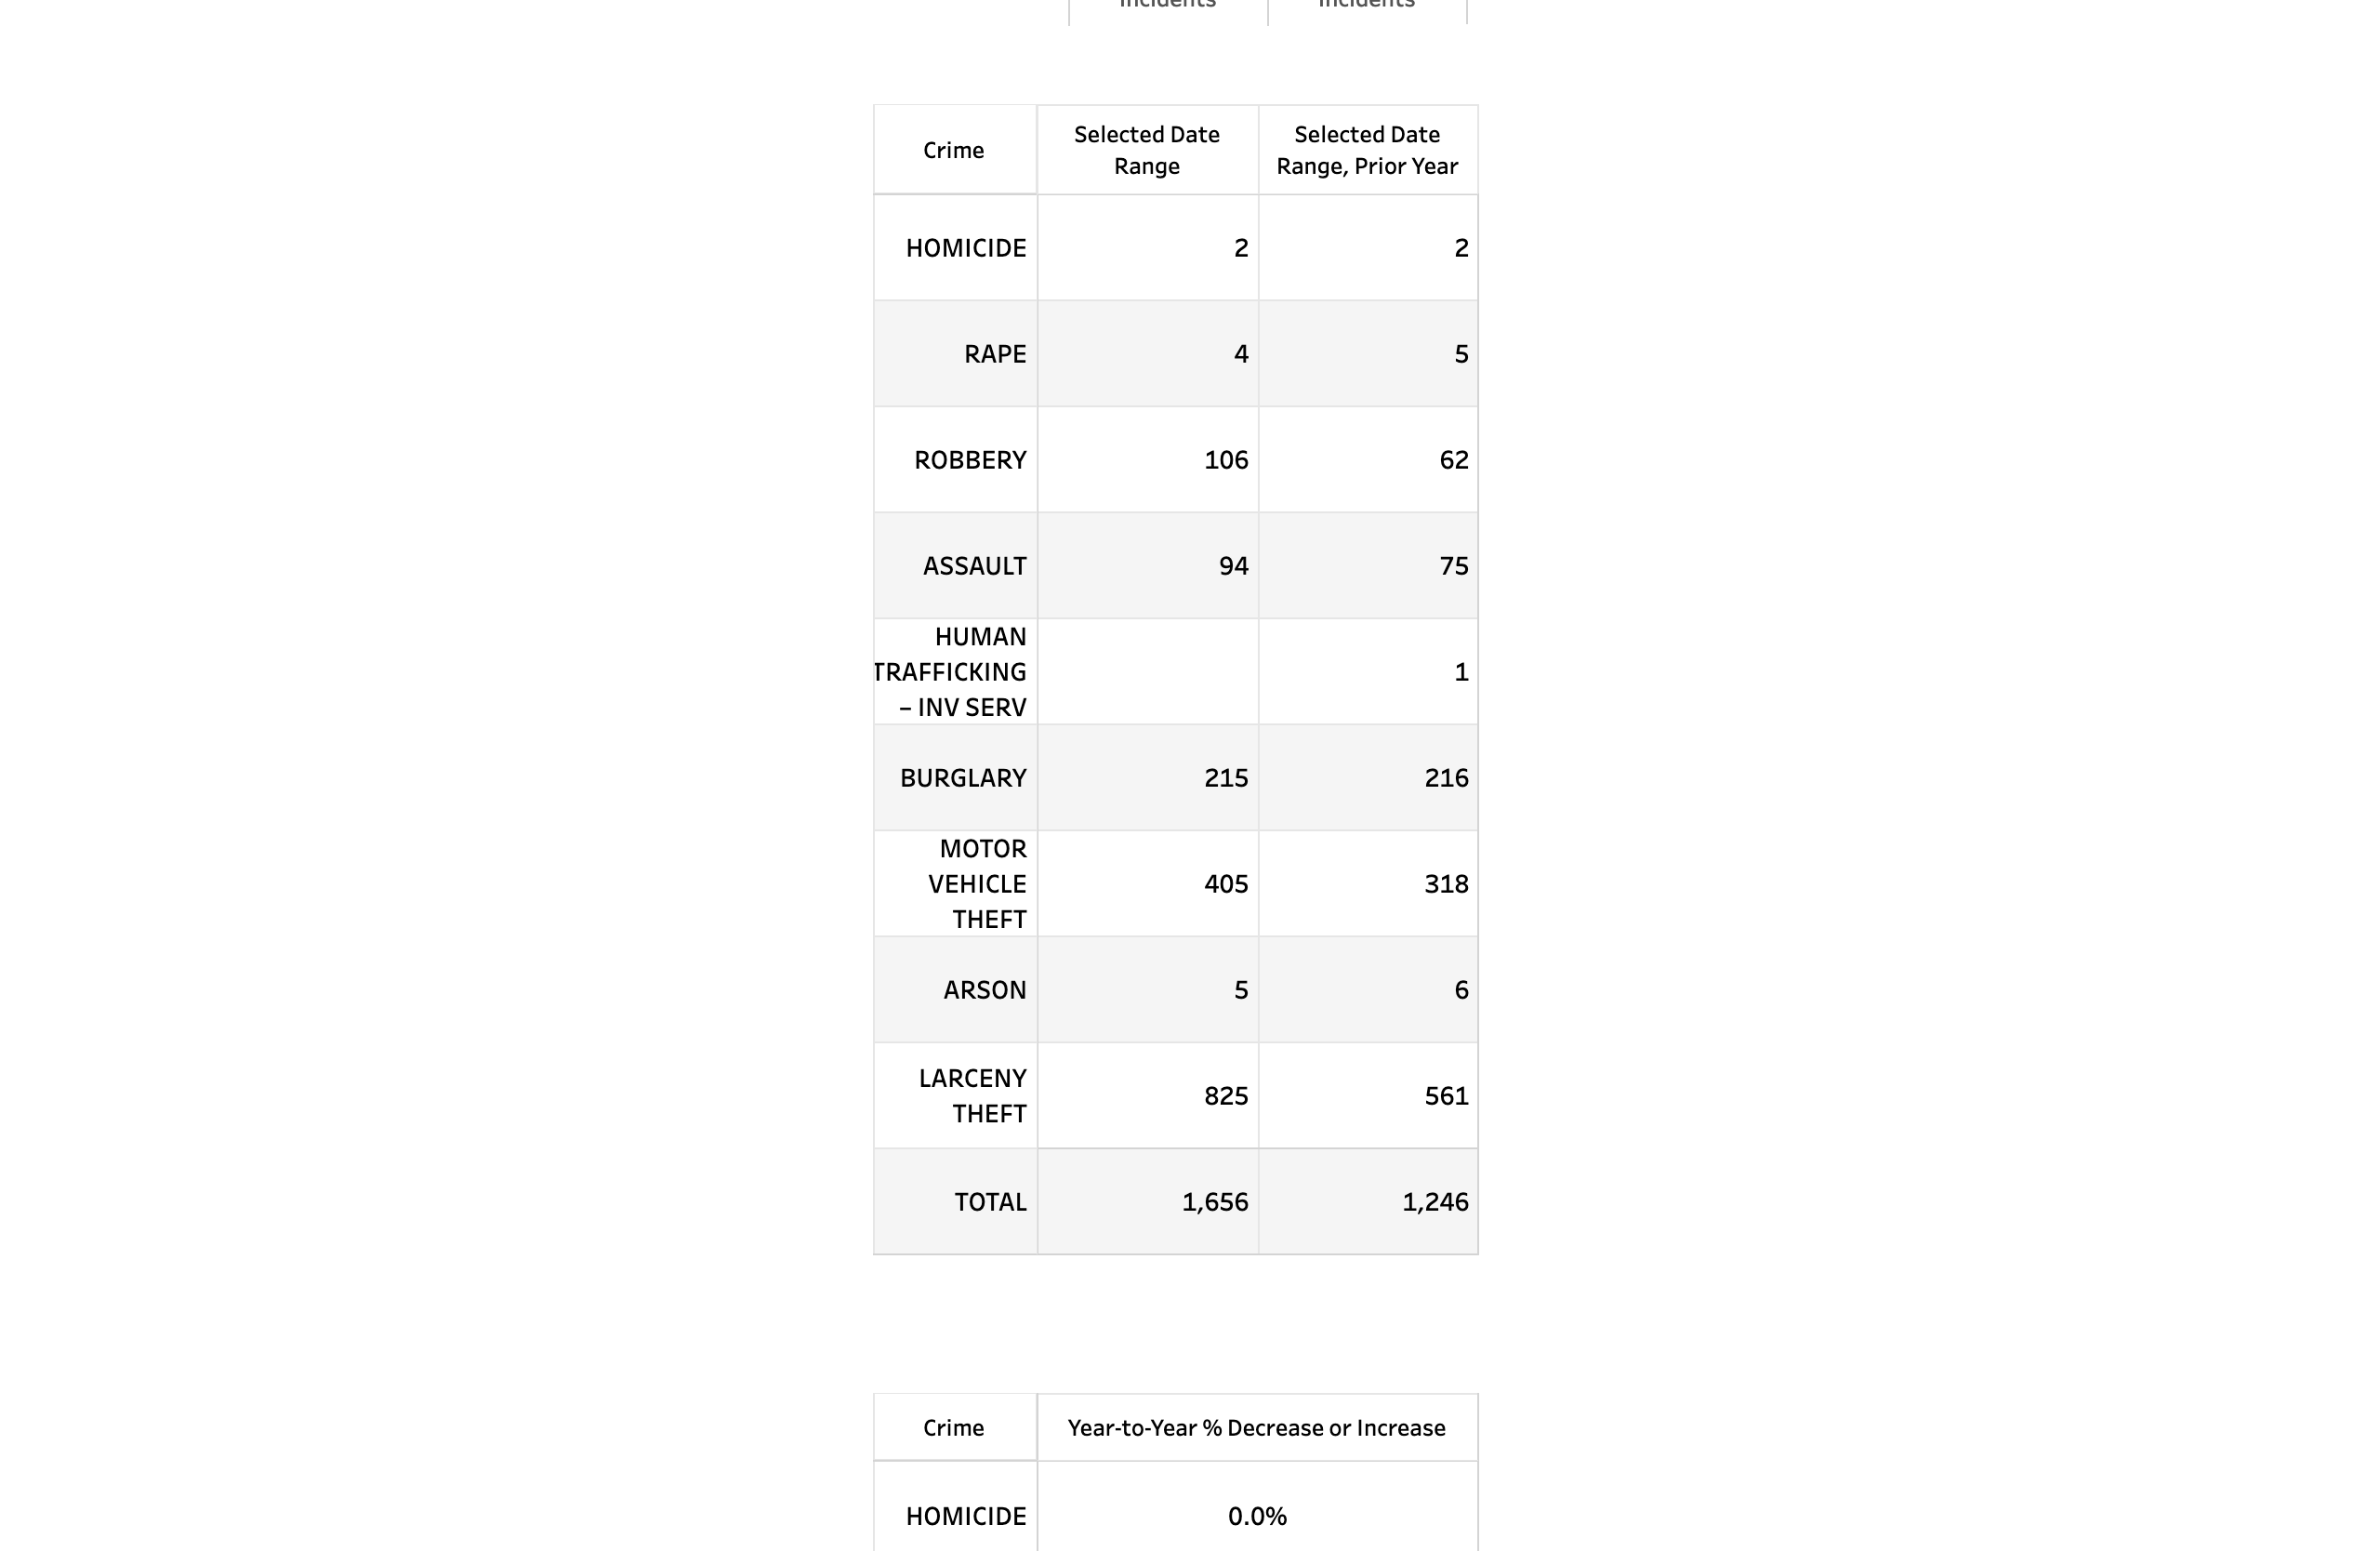 Incidents Incidents
Crime
Selected Date
Range
Selected Date
Range, Prior Year
HOMICIDE 2 2
RAPE 4 5
ROBBERY 106 62
ASSAULT 94 75
HUMAN
TRAFFICKING
– INV SERV
1
BURGLARY 215 216
MOTOR
VEHICLE
THEFT
405 318
ARSON 5 6
LARCENY
THEFT
825 561
TOTAL 1,656 1,246
Crime Year-to-Year % Decrease or Increase
HOMICIDE 0.0%